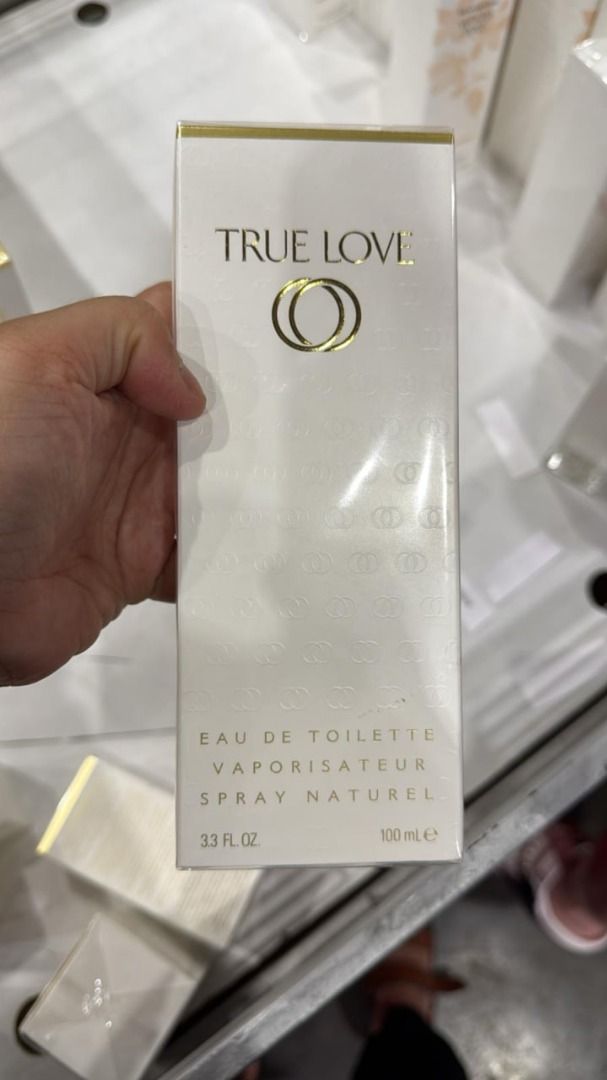 TRUE LOVE
EAU DE TOILETTE
VAPORISATEUR
SPRAY NATUREL
3.3 FL. OZ. 100 mL ℮